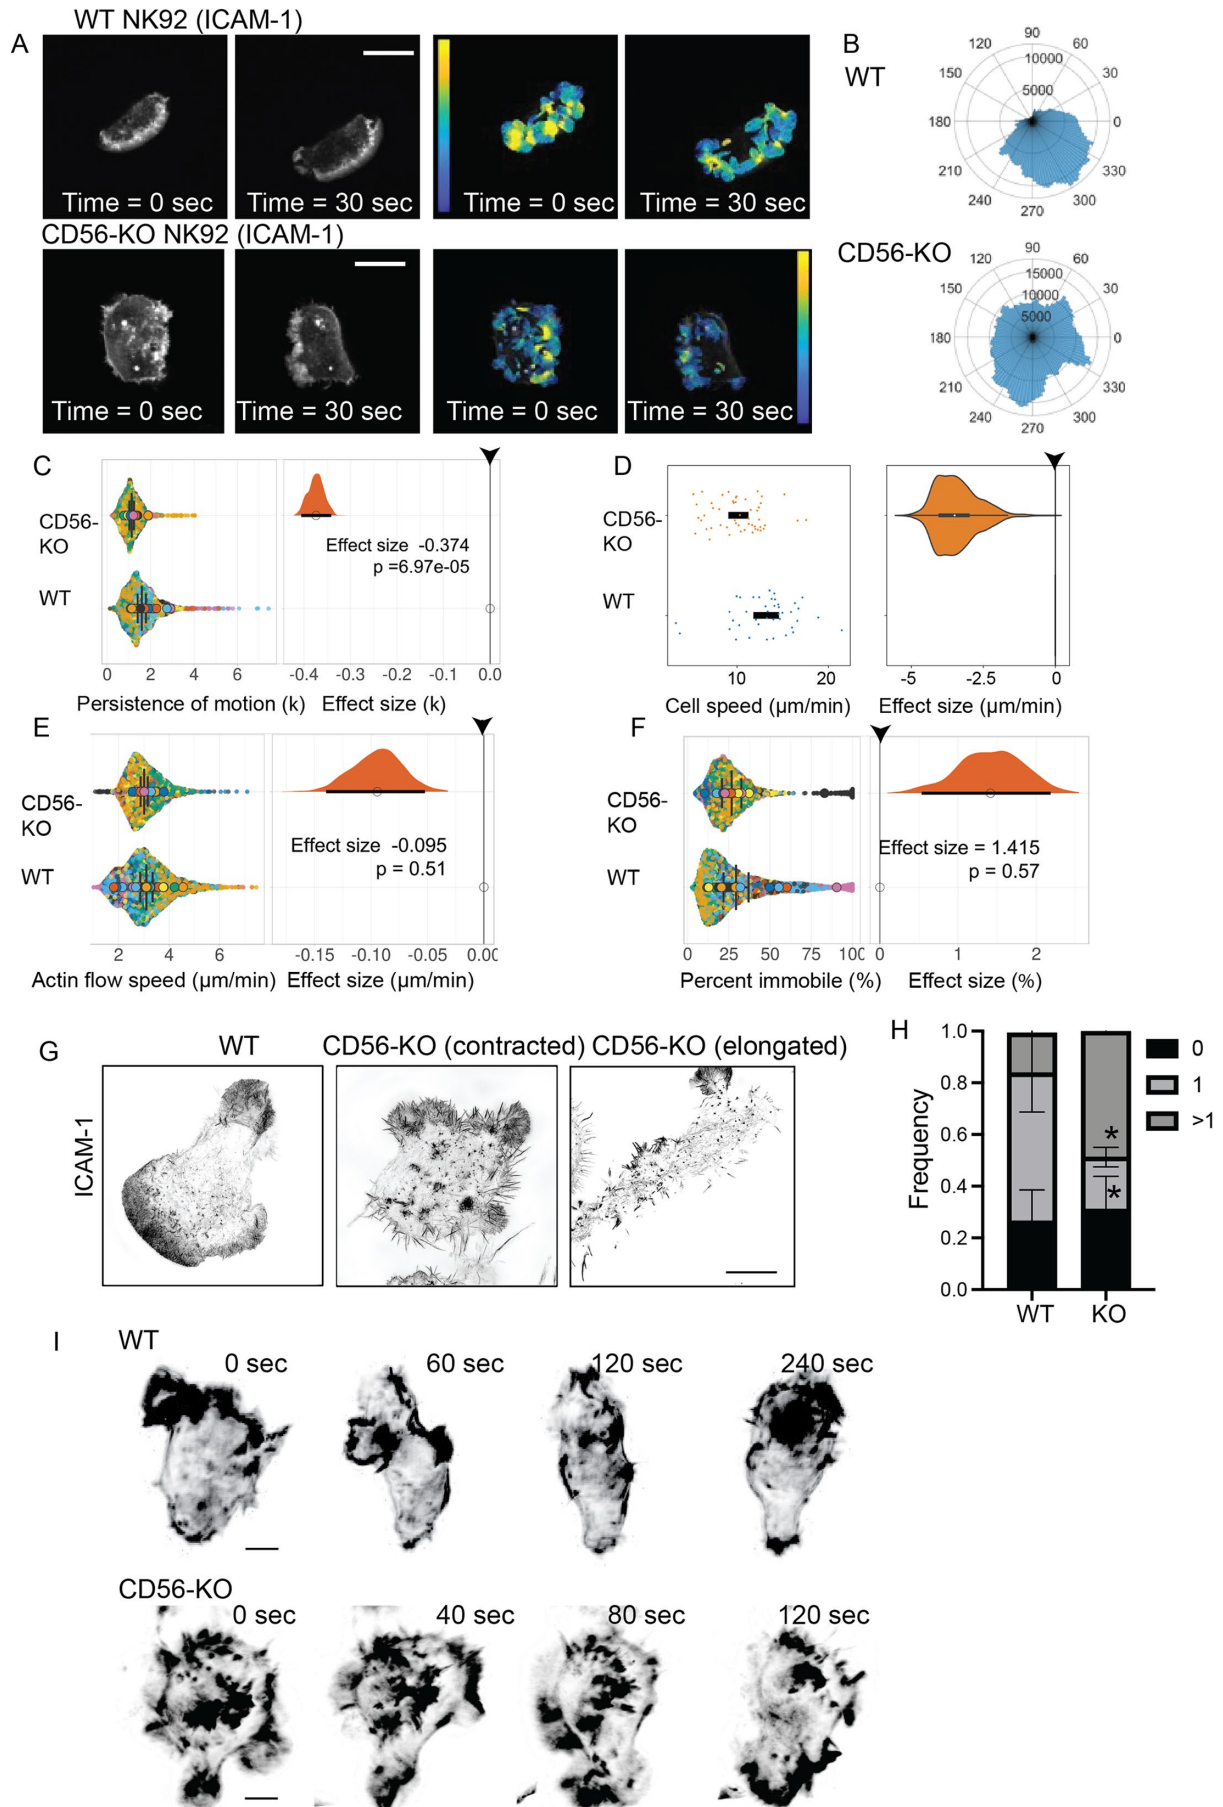 WT NK92 (ICAM-1)
A
Time = 0 sec
Time = 30 sec
Time = 0 sec
Time = 30 sec
CD56-KO NK92 (ICAM-1)
Time = 0 sec
Time = 30 sec
Time = 0 sec
Time = 30 sec
B
WT
90
120
60
10000
150
30
5000
180
0
210
330
240
300
270
CD56-KO
90
120
60
15000
150
10000
30
5000
180
0
210
330
240
300
270
C
CD56-
KO
WT
Effect size -0.374
p =6.97e-05
0 2 4 6
-0.4 -0.3 -0.2 -0.1 0.0
Persistence of motion (k)
Effect size (k)
D
CD56-
KO
WT
10 20
-5 -2.5 0
Cell speed (µm/min)
Effect size (µm/min)
E
CD56-
KO
WT
Effect size -0.095
p = 0.51
2 4 6
-0.15 -0.10 -0.05 0.00
Actin flow speed (µm/min)
Effect size (µm/min)
F
CD56-
KO
WT
Effect size = 1.415
p = 0.57
0 25 50 75 100
0 1 2
Percent immobile (%)
Effect size (%)
G
WT
CD56-KO (contracted)
CD56-KO (elongated)
ICAM-1
H
Frequency
1.0
0.8
0.6
0.4
0.2
0.0
*
*
WT
KO
0
1
>1
I
WT
0 sec
60 sec
120 sec
240 sec
CD56-KO
0 sec
40 sec
80 sec
120 sec